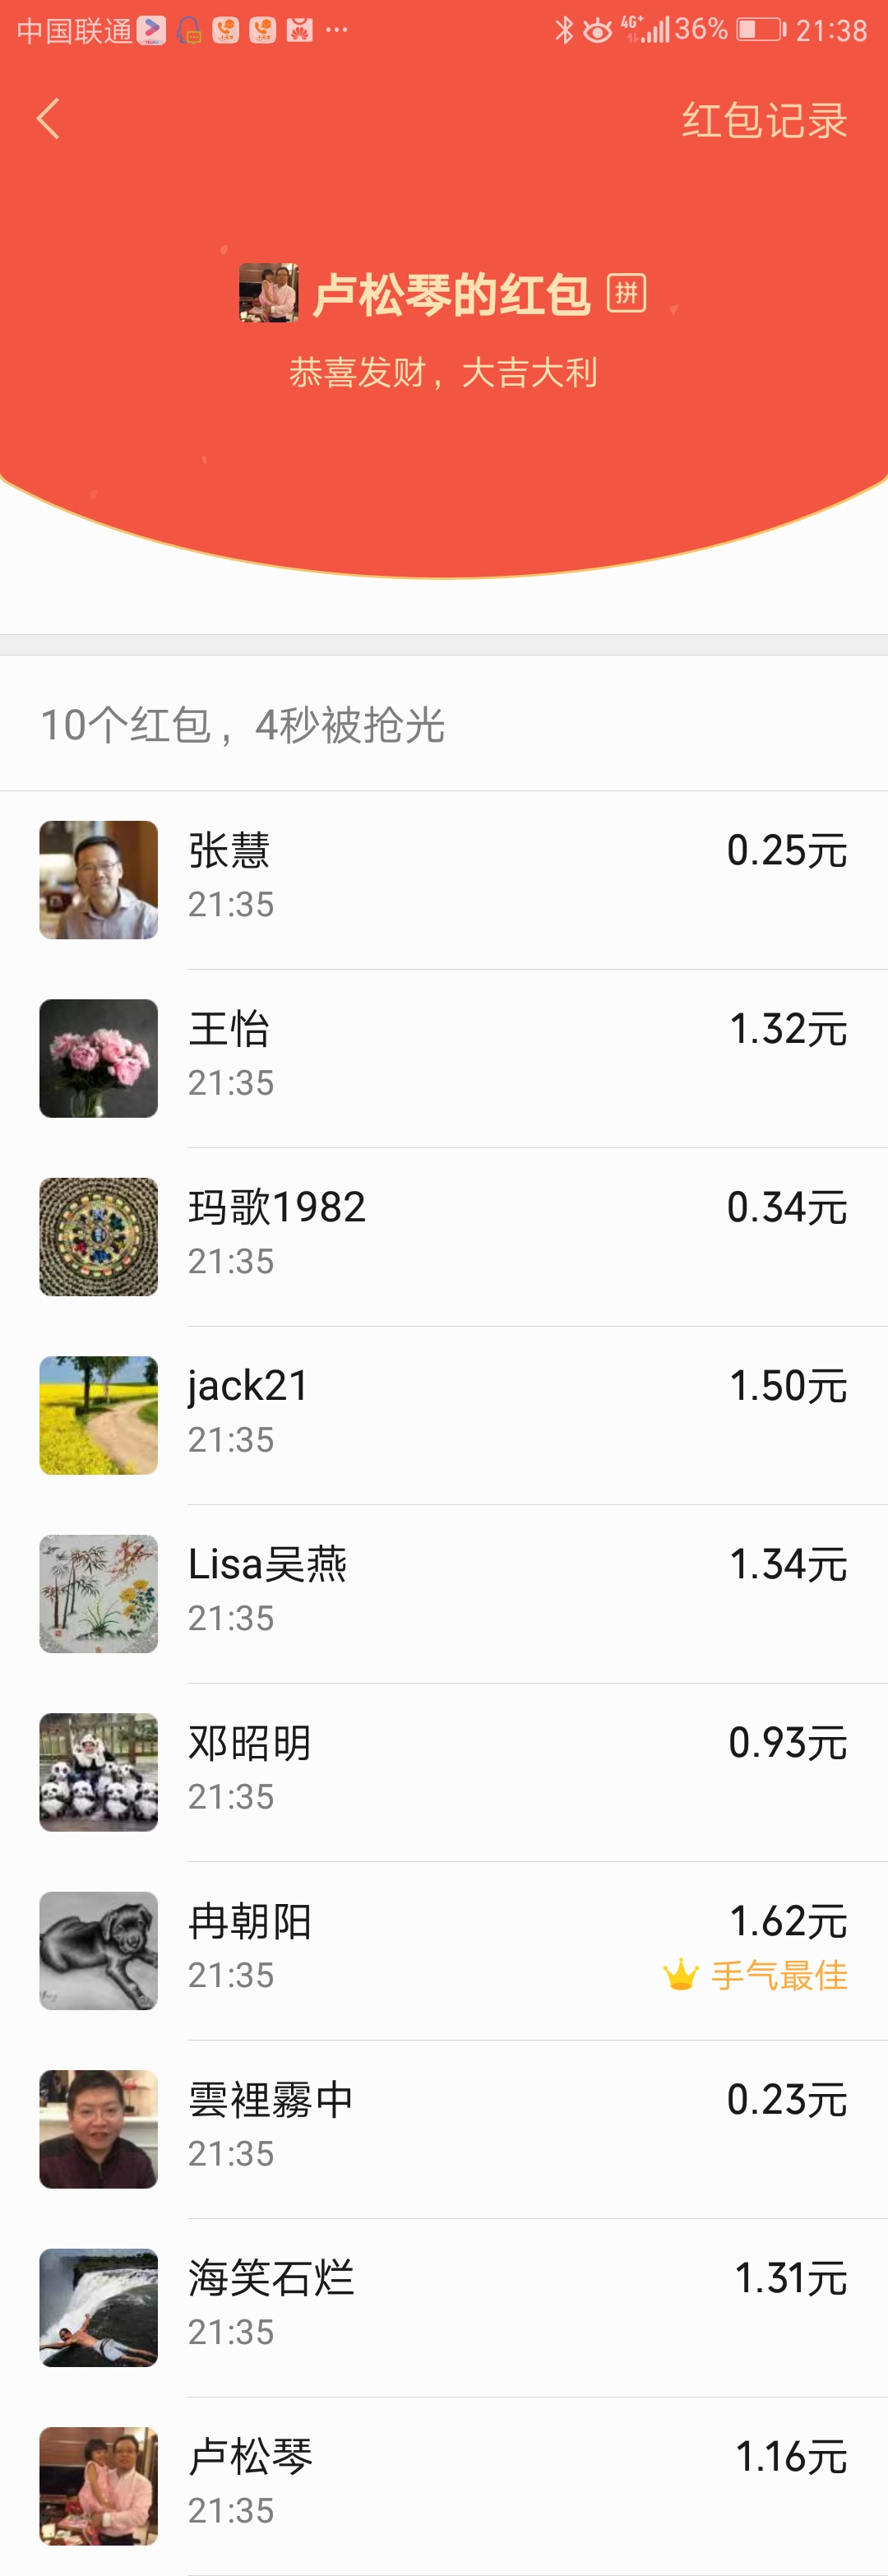 中国联通 4G+ 36% 21:38
红包记录
卢松琴的红包 拼
恭喜发财，大吉大利
10个红包，4秒被抢光
张慧 0.25元
21:35
王怡 1.32元
21:35
玛歌1982 0.34元
21:35
jack21 1.50元
21:35
Lisa吴燕 1.34元
21:35
邓昭明 0.93元
21:35
冉朝阳 1.62元
21:35 手气最佳
雲裡霧中 0.23元
21:35
海笑石烂 1.31元
21:35
卢松琴 1.16元
21:35